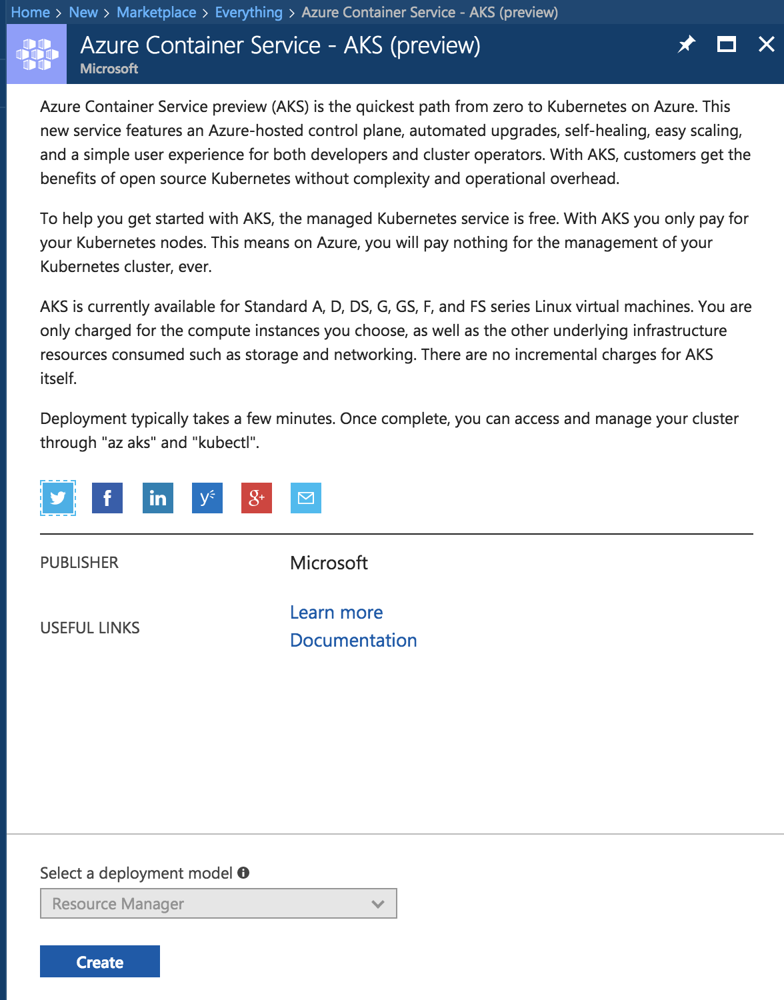 Home > New > Marketplace > Everything > Azure Container Service - AKS (preview)
Azure Container Service - AKS (preview)
Microsoft
Azure Container Service preview (AKS) is the quickest path from zero to Kubernetes on Azure. This
new service features an Azure-hosted control plane, automated upgrades, self-healing, easy scaling,
and a simple user experience for both developers and cluster operators. With AKS, customers get the
benefits of open source Kubernetes without complexity and operational overhead.
To help you get started with AKS, the managed Kubernetes service is free. With AKS you only pay for
your Kubernetes nodes. This means on Azure, you will pay nothing for the management of your
Kubernetes cluster, ever.
AKS is currently available for Standard A, D, DS, G, GS, F, and FS series Linux virtual machines. You are
only charged for the compute instances you choose, as well as the other underlying infrastructure
resources consumed such as storage and networking. There are no incremental charges for AKS
itself.
Deployment typically takes a few minutes. Once complete, you can access and manage your cluster
through "az aks" and "kubectl".
PUBLISHER
Microsoft
USEFUL LINKS
Learn more
Documentation
Select a deployment model
Resource Manager
Create